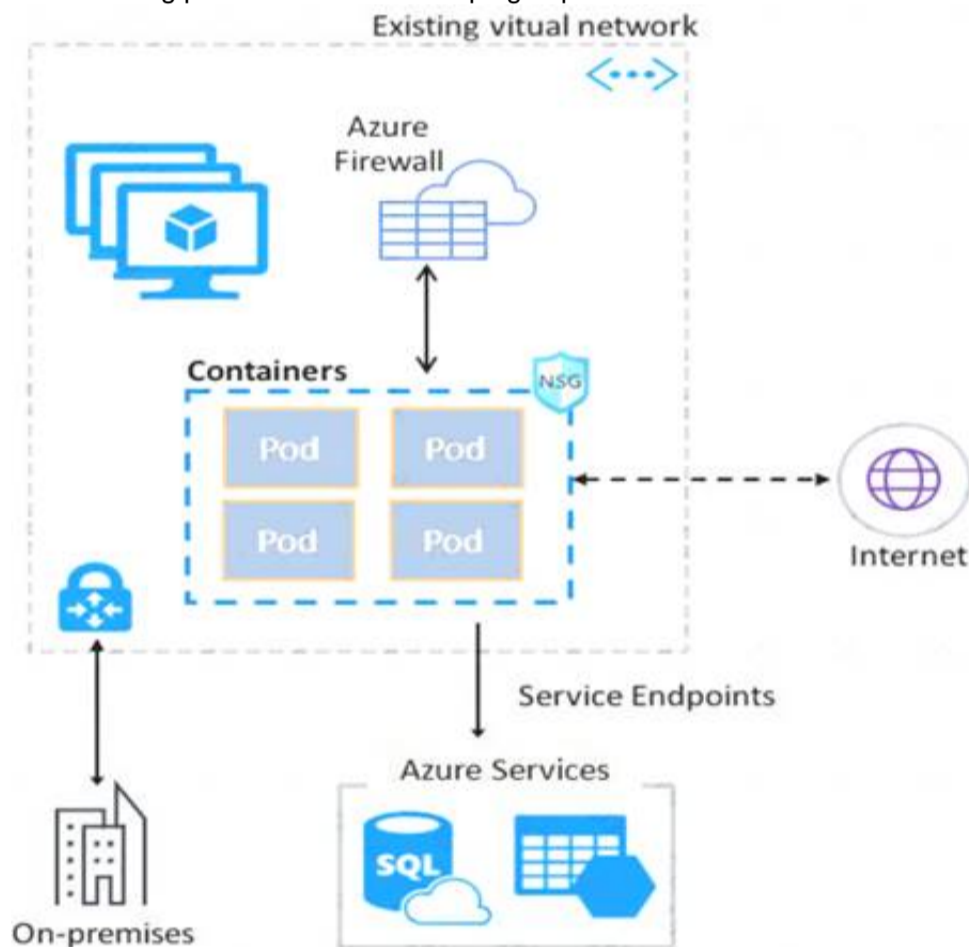 Existing vitual network
Azure
Firewall
Containers
NSG
Pod
Pod
Pod
Pod
Internet
Service Endpoints
Azure Services
SQL
On-premises